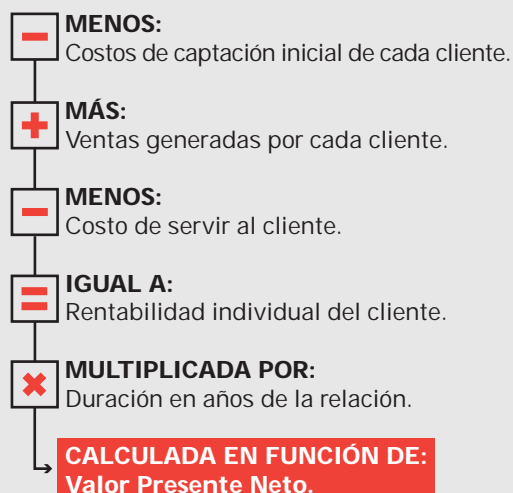 MENOS:
Costos de captación inicial de cada cliente.
MÁS:
Ventas generadas por cada cliente.
MENOS:
Costo de servir al cliente.
IGUAL A:
Rentabilidad individual del cliente.
MULTIPLICADA POR:
Duración en años de la relación.
CALCULADA EN FUNCIÓN DE:
Valor Presente Neto.